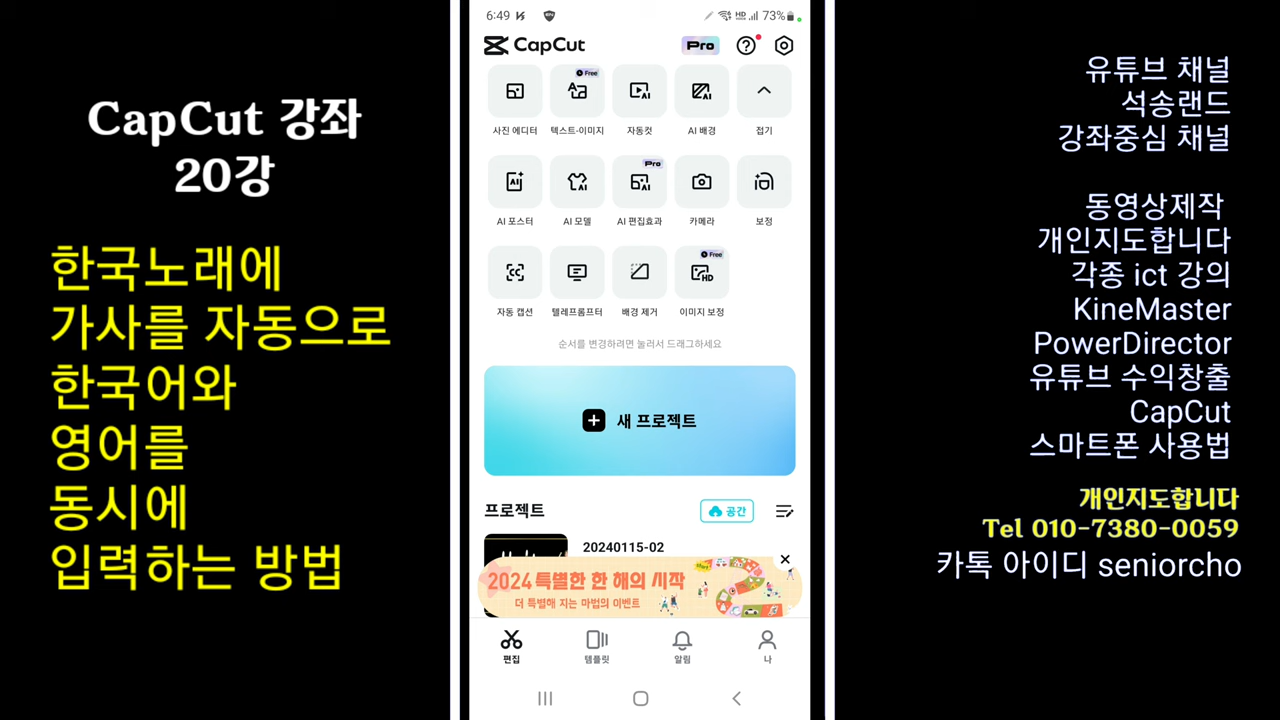 CapCut 강좌
20강
한국노래에
가사를 자동으로
한국어와
영어를
동시에
입력하는 방법
6:49
73%
CapCut
Pro
Free
사진 에디터
텍스트-이미지
자동컷
AI 배경
접기
Pro
AI 포스터
AI 모델
AI 편집효과
카메라
보정
Free
자동 캡션
텔레프롬프터
배경 제거
이미지 보정
순서를 변경하려면 눌러서 드래그하세요
새 프로젝트
프로젝트
공간
20240115-02
2024 특별한 한 해의 시작
더 특별해 지는 마법의 이벤트
편집
템플릿
알림
나
유튜브 채널
석송랜드
강좌중심 채널
동영상제작
개인지도합니다
각종 ict 강의
KineMaster
PowerDirector
유튜브 수익창출
CapCut
스마트폰 사용법
개인지도합니다
Tel 010-7380-0059
카톡 아이디 seniorcho